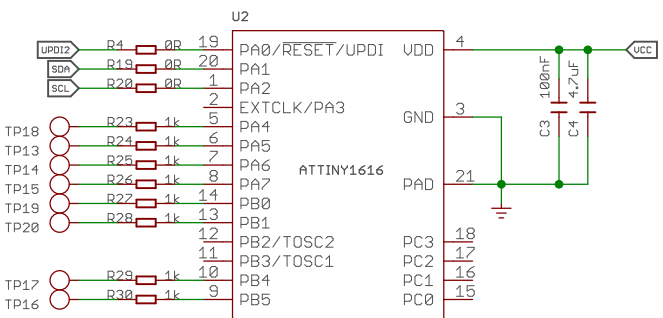 U2
UPDI2 R4 0R 19 PA0/RESET/UPDI VDD 4 VCC
SDA R19 0R 20 PA1
SCL R20 0R 1 PA2
2 EXTCLK/PA3
100nF 4.7uF
C3 C4
TP18 R23 1k 5 PA4 GND 3
TP13 R24 1k 6 PA5
TP14 R25 1k 7 PA6
ATTINY1616
TP15 R26 1k 8 PA7 PAD 21
TP19 R27 1k 14 PB0
TP20 R28 1k 13 PB1
12 PB2/TOSC2 PC3 18
11 PB3/TOSC1 PC2 17
TP17 R29 1k 10 PB4 PC1 16
TP16 R30 1k 9 PB5 PC0 15